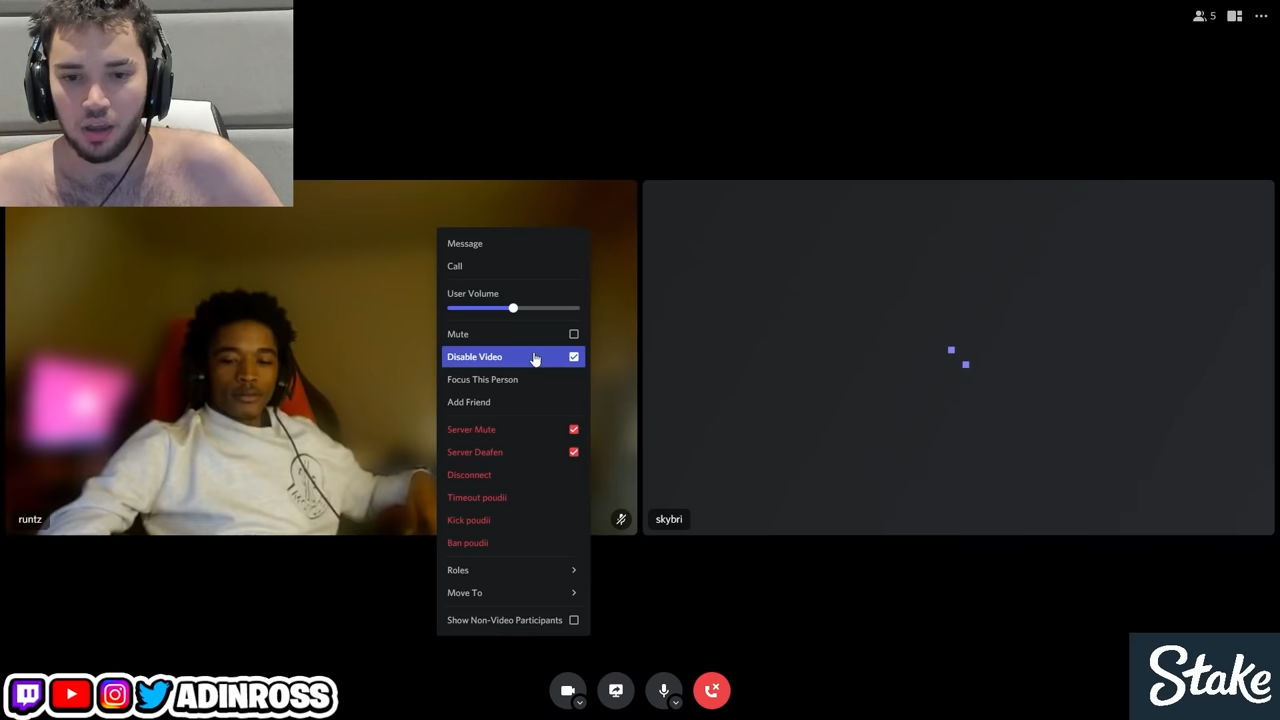 5
Message
Call
User Volume
Mute
Disable Video
Focus This Person
Add Friend
Server Mute
Server Deafen
Disconnect
Timeout poudii
Kick poudii
Ban poudii
Roles
Move To
Show Non-Video Participants
runtz
skybri
ADINROSS
Stake